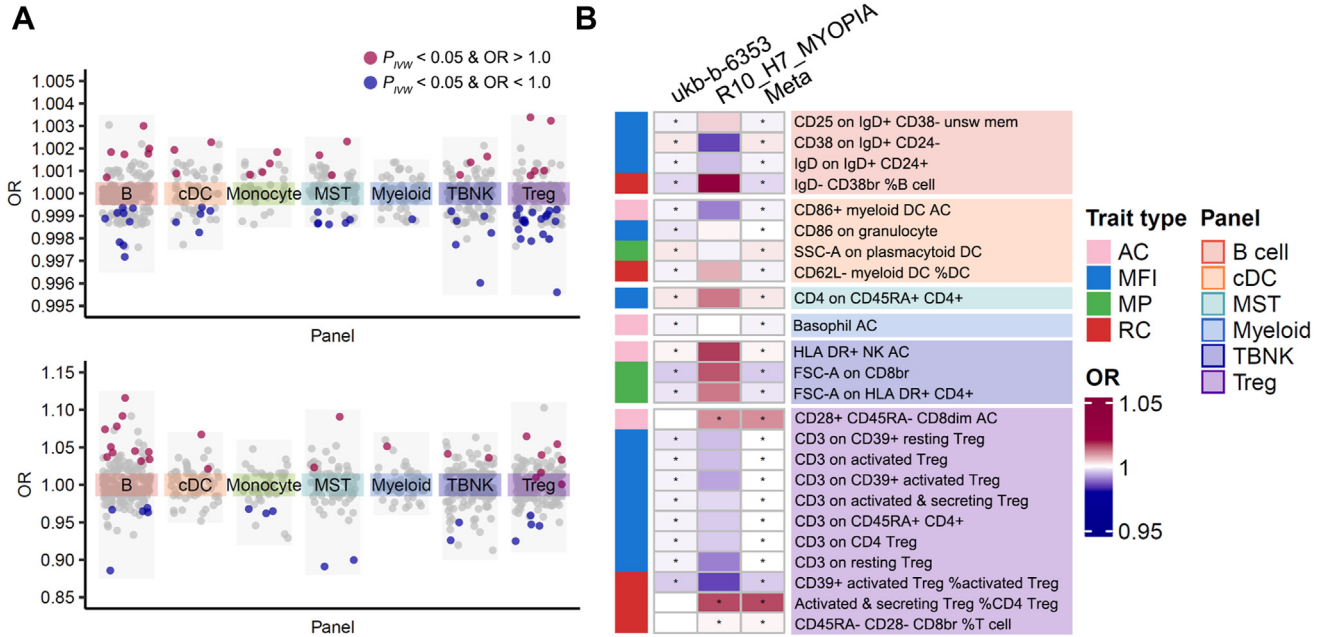 A
P_IVW < 0.05 & OR > 1.0
P_IVW < 0.05 & OR < 1.0
1.005
1.004
1.003
1.002
1.001
1.000
0.999
0.998
0.997
0.996
0.995
OR
B cDC Monocyte MST Myeloid TBNK Treg
Panel
1.15
1.10
1.05
1.00
0.95
0.90
0.85
OR
B cDC Monocyte MST Myeloid TBNK Treg
Panel
B
ukb-b-6353
R10_H7_MYOPIA
Meta
* * CD25 on IgD+ CD38- unsw mem
* * CD38 on IgD+ CD24-
* * IgD on IgD+ CD24+
* * IgD- CD38br %B cell
* * CD86+ myeloid DC AC
* * CD86 on granulocyte
* * SSC-A on plasmacytoid DC
* * CD62L- myeloid DC %DC
* * CD4 on CD45RA+ CD4+
* * Basophil AC
* * HLA DR+ NK AC
* * FSC-A on CD8br
* * FSC-A on HLA DR+ CD4+
* * CD28+ CD45RA- CD8dim AC
* * CD3 on CD39+ resting Treg
* * CD3 on activated Treg
* * CD3 on CD39+ activated Treg
* * CD3 on activated & secreting Treg
* * CD3 on CD45RA+ CD4+
* * CD3 on CD4 Treg
* * CD3 on resting Treg
* * CD39+ activated Treg %activated Treg
* * Activated & secreting Treg %CD4 Treg
* * CD45RA- CD28- CD8br %T cell
Trait type
AC
MFI
MP
RC
Panel
B cell
cDC
MST
Myeloid
TBNK
Treg
OR
1.05
1
0.95